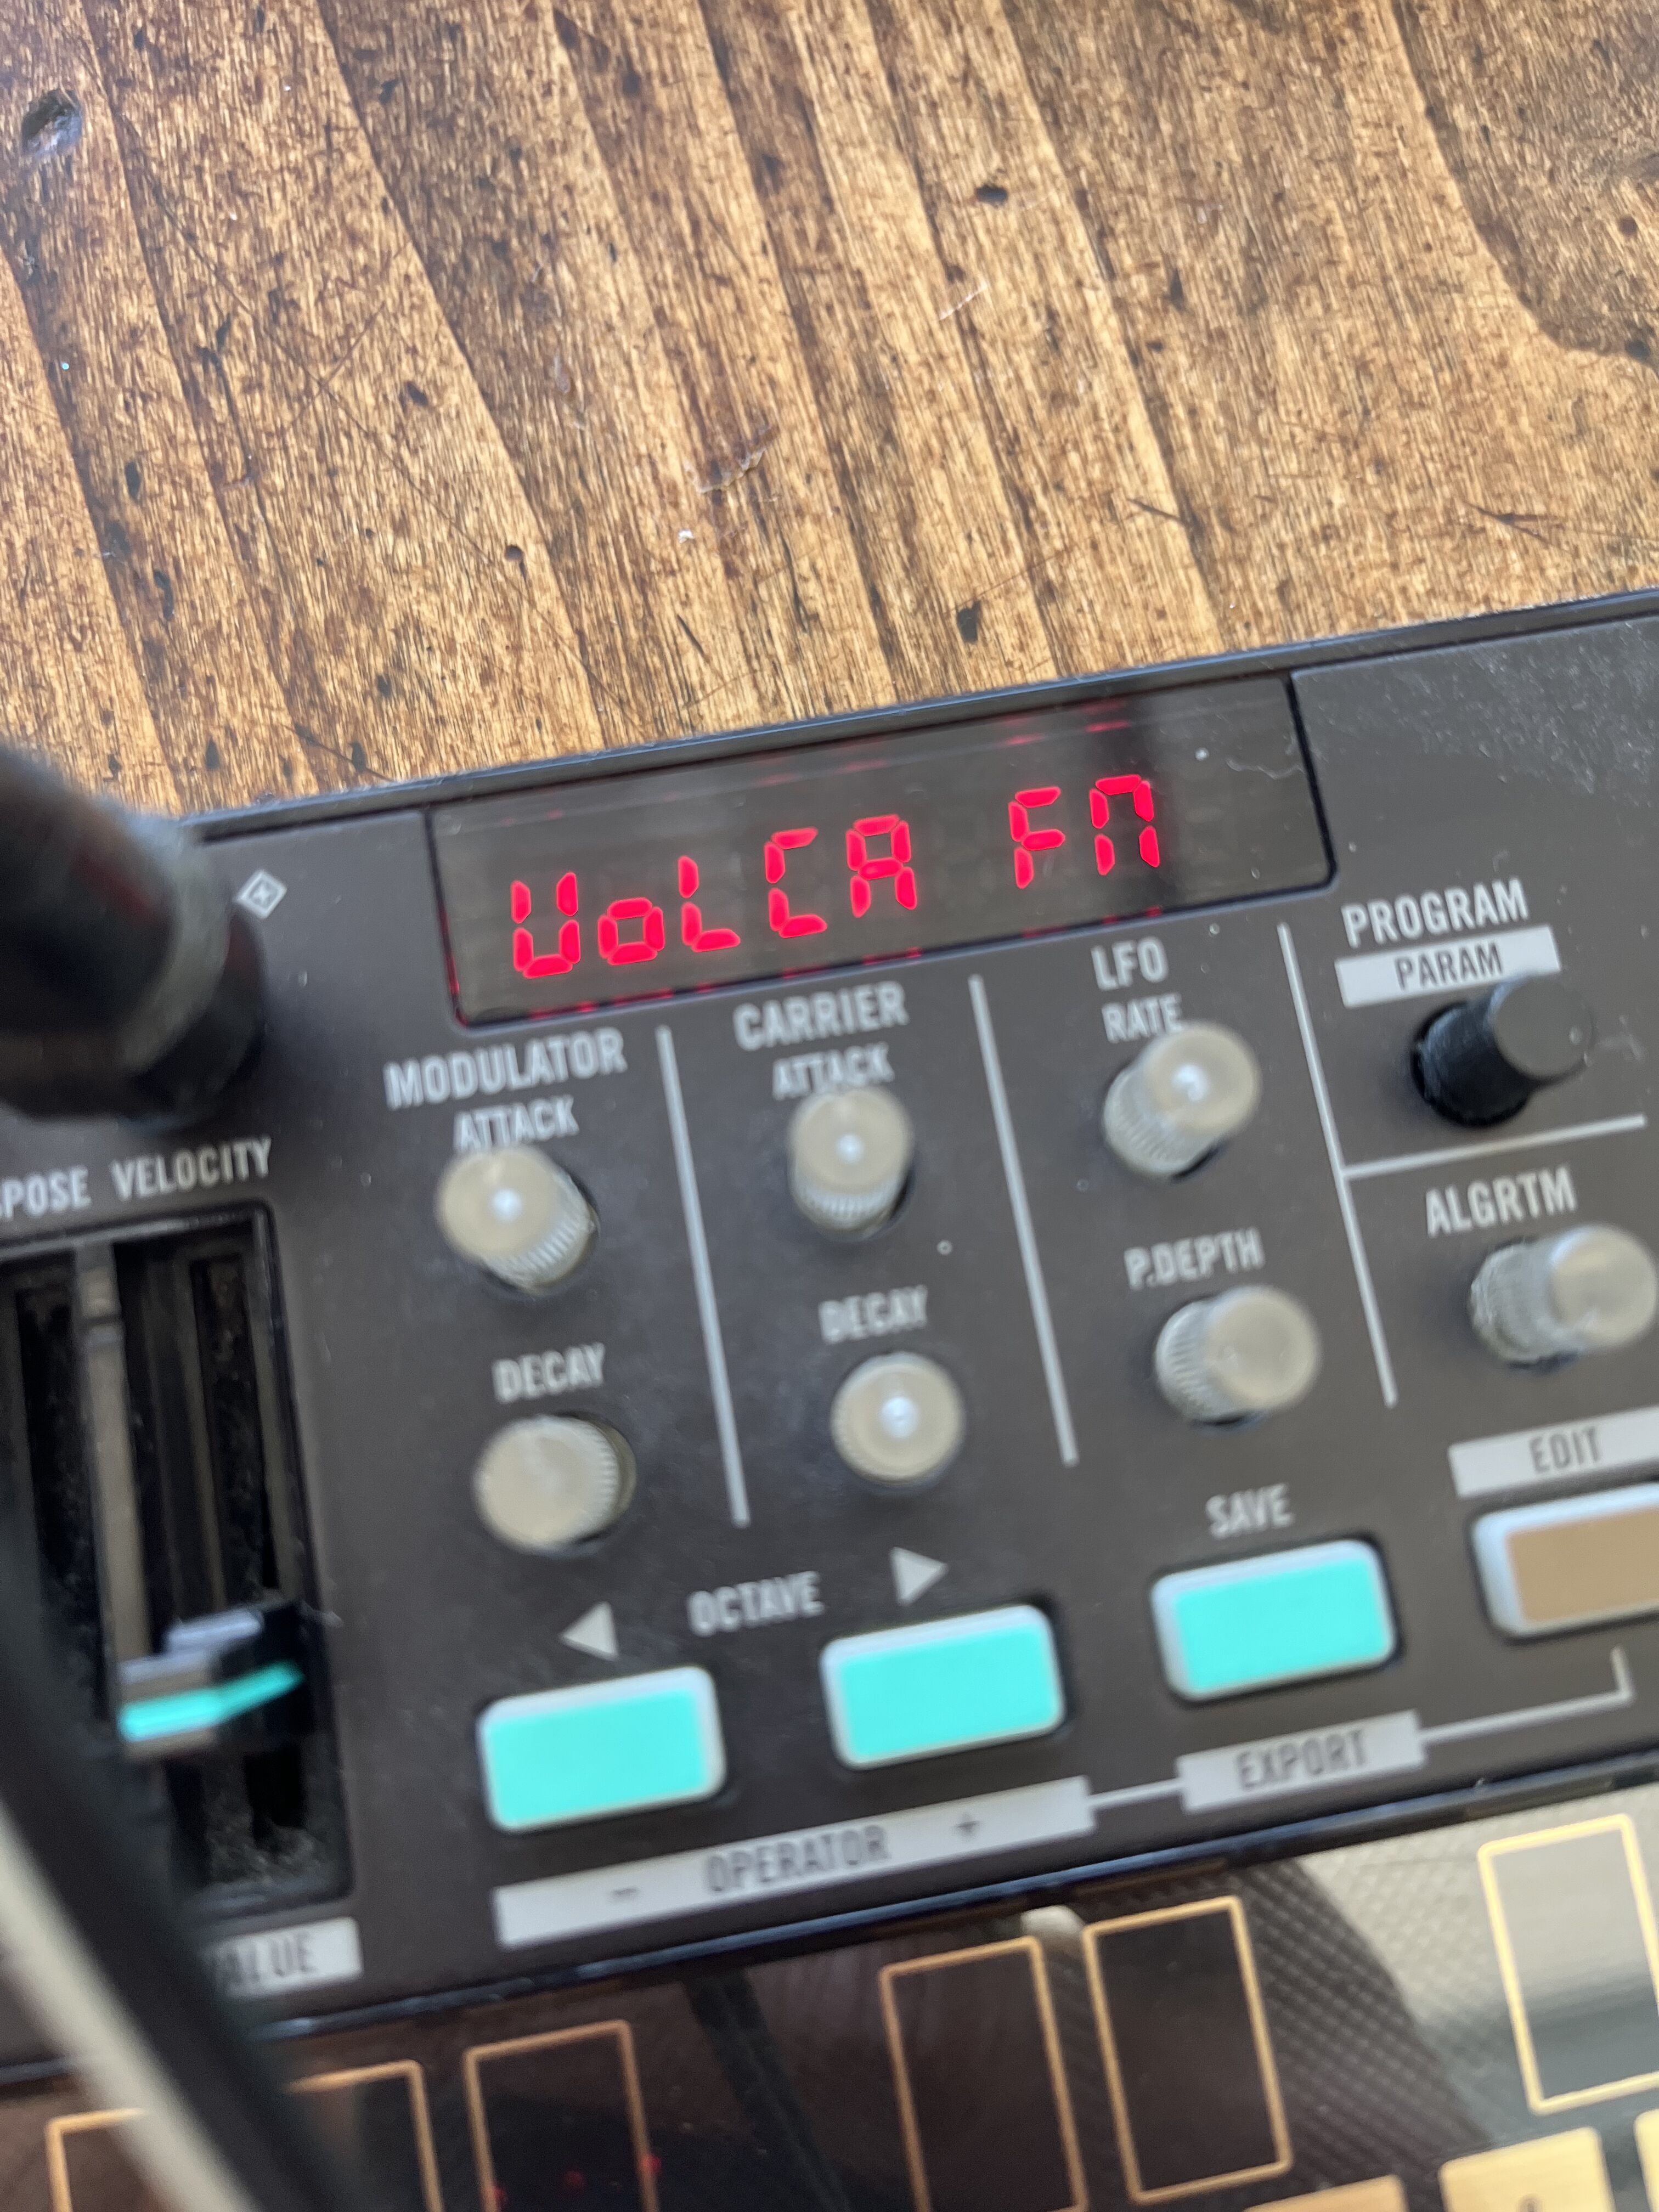 VoLCA FM
PROGRAM
PARAM
LFO
RATE
CARRIER
ATTACK
MODULATOR
ATTACK
VELOCITY
ALGRTM
P.DEPTH
DECAY
DECAY
EDIT
SAVE
OCTAVE
EXPORT
- OPERATOR +